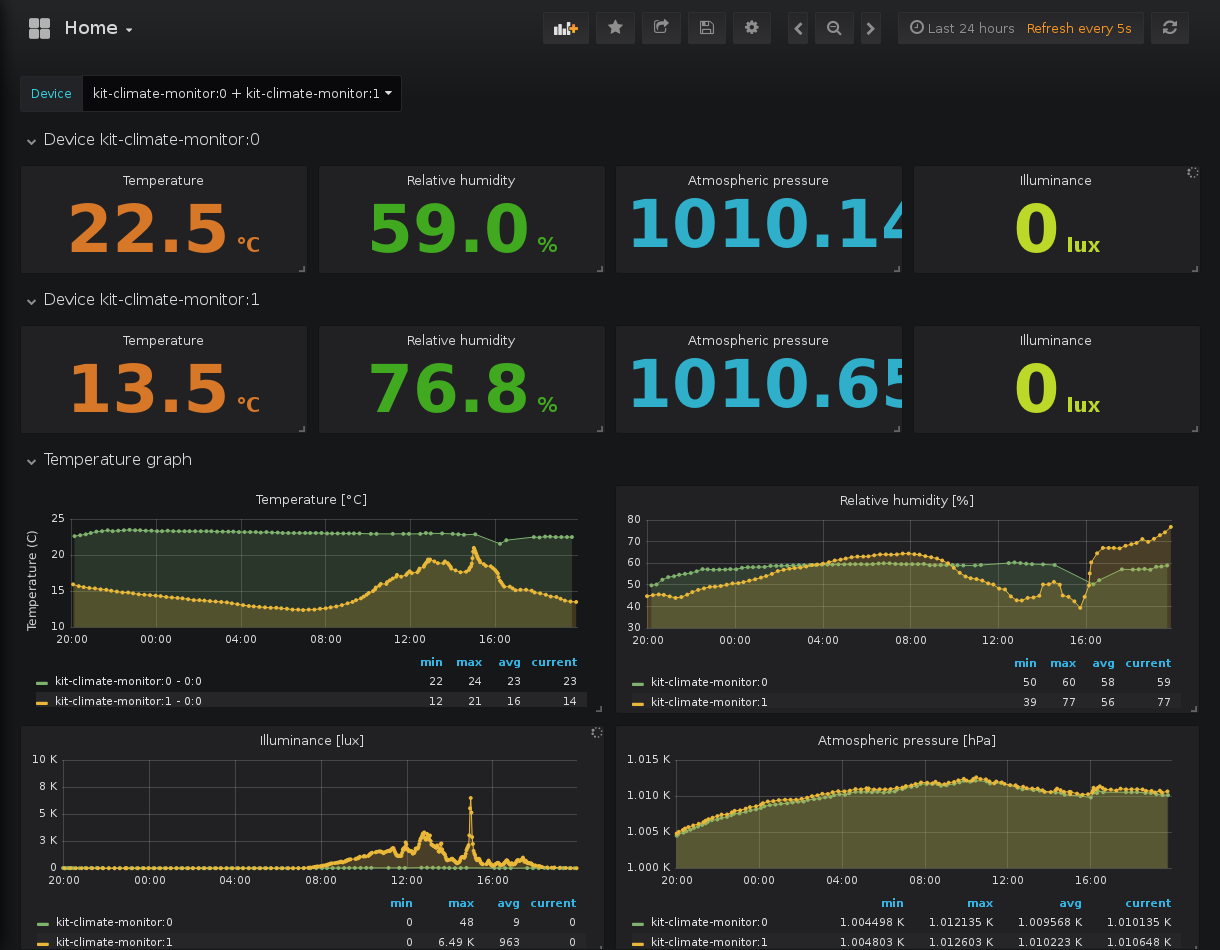 Home
Last 24 hours Refresh every 5s
Device kit-climate-monitor:0 + kit-climate-monitor:1
Device kit-climate-monitor:0
Temperature Relative humidity Atmospheric pressure Illuminance
22.5 °C 59.0 % 1010.14 0 lux
Device kit-climate-monitor:1
Temperature Relative humidity Atmospheric pressure Illuminance
13.5 °C 76.8 % 1010.65 0 lux
Temperature graph
Temperature [°C]
Temperature (C)
25
20
15
10
20:00 00:00 04:00 08:00 12:00 16:00
min max avg current
kit-climate-monitor:0 - 0:0 22 24 23 23
kit-climate-monitor:1 - 0:0 12 21 16 14
Relative humidity [%]
80
70
60
50
40
30
20:00 00:00 04:00 08:00 12:00 16:00
min max avg current
kit-climate-monitor:0 50 60 58 59
kit-climate-monitor:1 39 77 56 77
Illuminance [lux]
10 K
8 K
5 K
3 K
0
20:00 00:00 04:00 08:00 12:00 16:00
min max avg current
kit-climate-monitor:0 0 48 9 0
kit-climate-monitor:1 0 6.49 K 963 0
Atmospheric pressure [hPa]
1.015 K
1.010 K
1.005 K
1.000 K
20:00 00:00 04:00 08:00 12:00 16:00
min max avg current
kit-climate-monitor:0 1.004498 K 1.012135 K 1.009568 K 1.010135 K
kit-climate-monitor:1 1.004803 K 1.012603 K 1.010223 K 1.010648 K